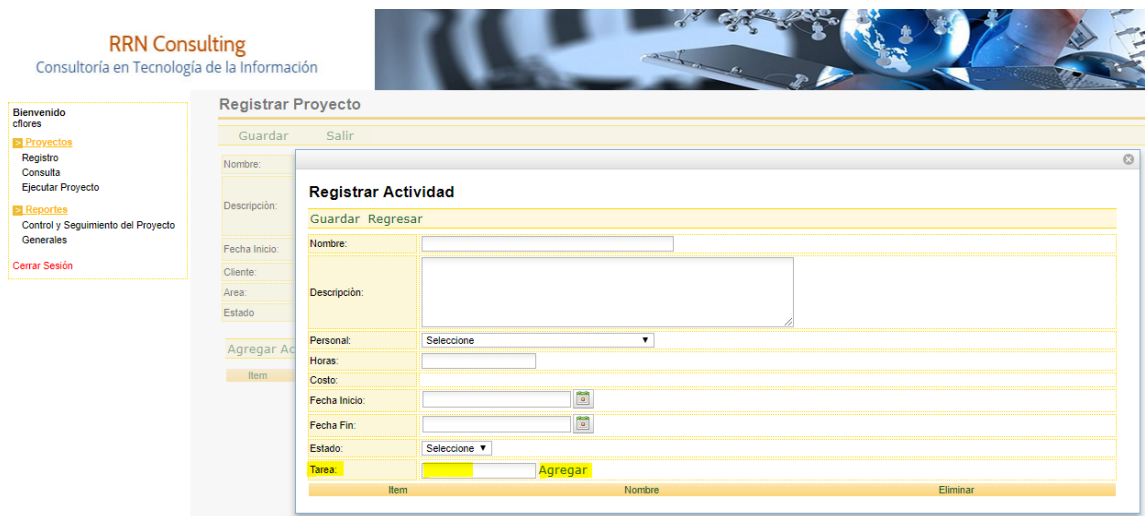 RRN Consulting
Consultoría en Tecnología de la Información
Bienvenido
cflores
Proyectos
Registro
Consulta
Ejecutar Proyecto
Reportes
Control y Seguimiento del Proyecto
Generales
Cerrar Sesión
Registrar Proyecto
Guardar Salir
Nombre:
Descripciòn:
Fecha Inicio:
Cliente:
Area:
Estado
Agregar Ac
Item
Registrar Actividad
Guardar Regresar
Nombre:
Descripciòn:
Personal: Seleccione
Horas:
Costo:
Fecha Inicio:
Fecha Fin:
Estado: Seleccione
Tarea: Agregar
Item Nombre Eliminar